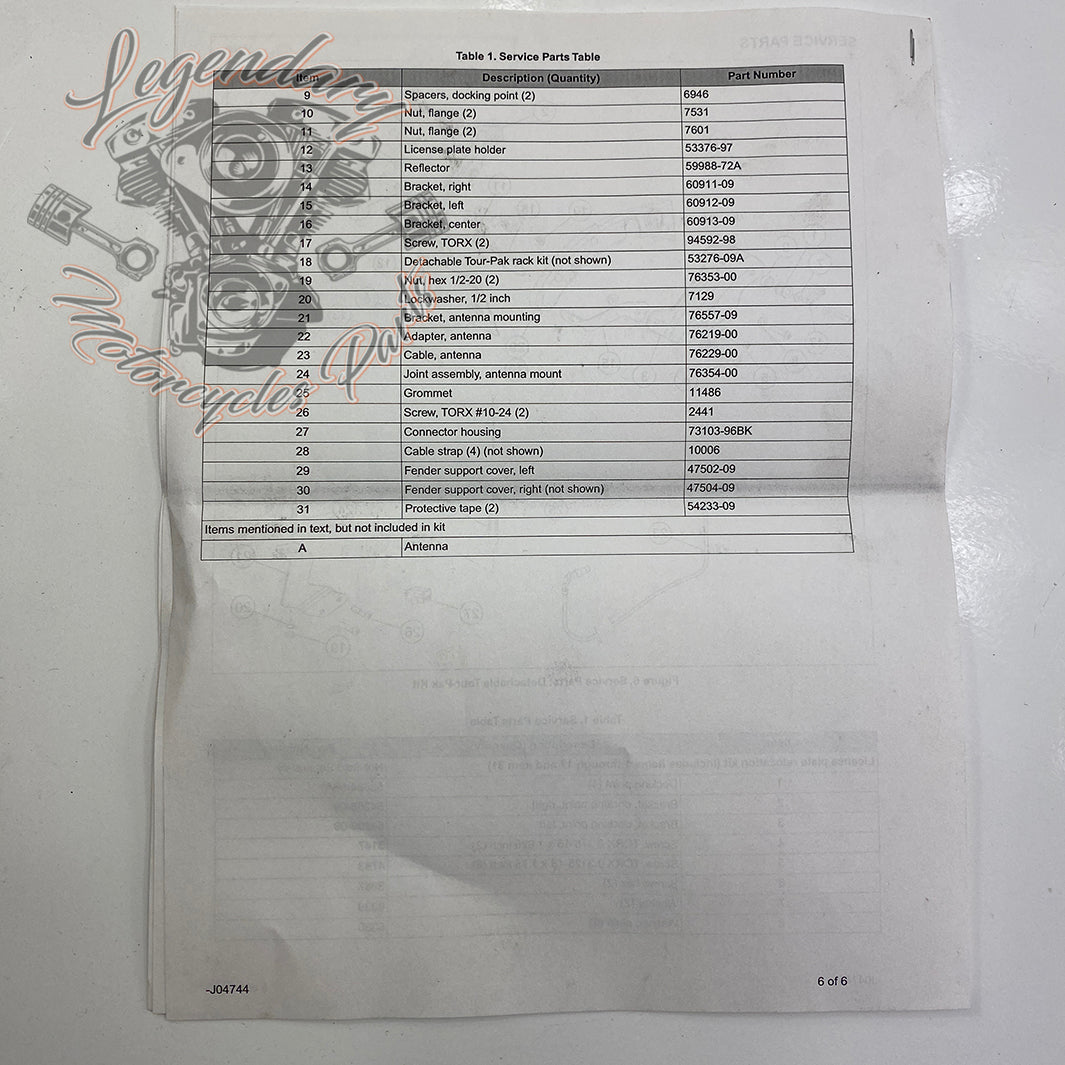 Legendary
Motorcycles Parts
Table 1. Service Parts Table
Item Description (Quantity) Part Number
9 Spacers, docking point (2) 6946
10 Nut, flange (2) 7531
11 Nut, flange (2) 7601
12 License plate holder 53376-97
13 Reflector 59988-72A
14 Bracket, right 60911-09
15 Bracket, left 60912-09
16 Bracket, center 60913-09
17 Screw, TORX (2) 94592-98
18 Detachable Tour-Pak rack kit (not shown) 53276-09A
19 Nut, hex 1/2-20 (2) 76353-00
20 Lockwasher, 1/2 inch 7129
21 Bracket, antenna mounting 76557-09
22 Adapter, antenna 76219-00
23 Cable, antenna 76229-00
24 Joint assembly, antenna mount 76354-00
25 Grommet 11486
26 Screw, TORX #10-24 (2) 2441
27 Connector housing 73103-96BK
28 Cable strap (4) (not shown) 10006
29 Fender support cover, left 47502-09
30 Fender support cover, right (not shown) 47504-09
31 Protective tape (2) 54233-09
Items mentioned in text, but not included in kit
A Antenna
-J04744 6 of 6